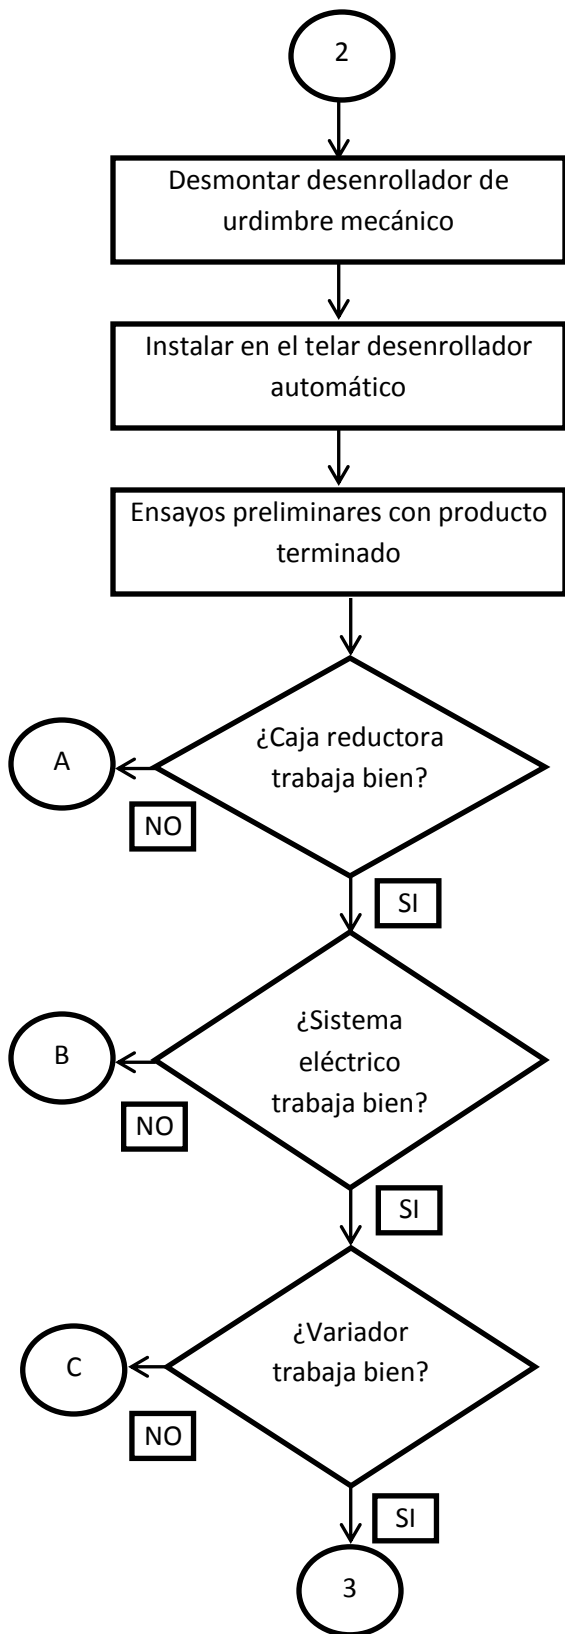 2
Desmontar desenrollador de
urdimbre mecánico
Instalar en el telar desenrollador
automático
Ensayos preliminares con producto
terminado
¿Caja reductora
trabaja bien?
A
NO
SI
¿Sistema
eléctrico
trabaja bien?
B
NO
SI
¿Variador
trabaja bien?
C
NO
SI
3